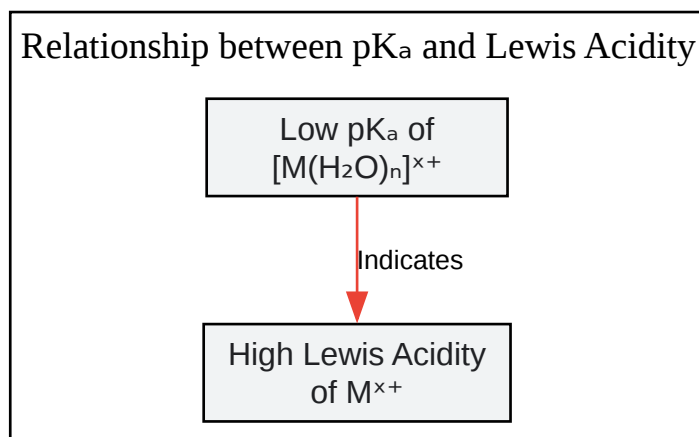 Relationship between pKₐ and Lewis Acidity
Low pKₐ of
[M(H₂O)ₙ]ˣ⁺
Indicates
High Lewis Acidity
of Mˣ⁺